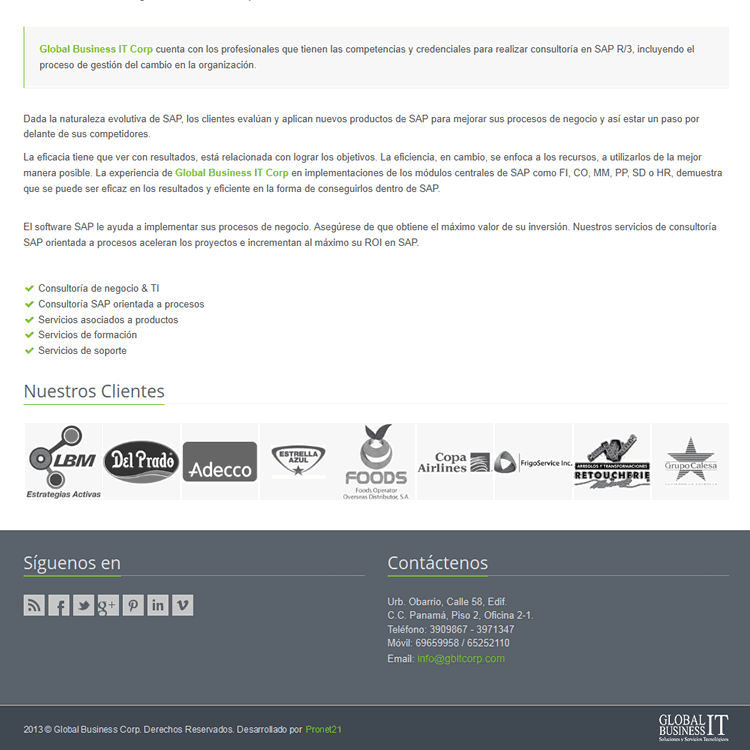 Global Business IT Corp cuenta con los profesionales que tienen las competencias y credenciales para realizar consultoría en SAP R/3, incluyendo el
proceso de gestión del cambio en la organización.
Dada la naturaleza evolutiva de SAP, los clientes evalúan y aplican nuevos productos de SAP para mejorar sus procesos de negocio y así estar un paso por
delante de sus competidores.
La eficacia tiene que ver con resultados, está relacionada con lograr los objetivos. La eficiencia, en cambio, se enfoca a los recursos, a utilizarlos de la mejor
manera posible. La experiencia de Global Business IT Corp en implementaciones de los módulos centrales de SAP como FI, CO, MM, PP, SD o HR, demuestra
que se puede ser eficaz en los resultados y eficiente en la forma de conseguirlos dentro de SAP.
El software SAP le ayuda a implementar sus procesos de negocio. Asegúrese de que obtiene el máximo valor de su inversión. Nuestros servicios de consultoría
SAP orientada a procesos aceleran los proyectos e incrementan al máximo su ROI en SAP.
Consultoría de negocio & TI
Consultoría SAP orientada a procesos
Servicios asociados a productos
Servicios de formación
Servicios de soporte
Nuestros Clientes
LBM
Estrategias Activas
Del Prado
Adecco
ESTRELLA
AZUL
FOODS
Foods Operator
Overseas Distributor, S.A.
Copa
Airlines
FrigoService Inc.
ARREGLOS Y TRANSFORMACIONES
RETOUCHERIE
Grupo Calesa
Síguenos en
Contáctenos
Urb. Obarrio, Calle 58, Edif.
C.C. Panamá, Piso 2, Oficina 2-1.
Teléfono: 3909867 - 3971347
Móvil: 69659958 / 65252110
Email: info@gbitcorp.com
2013 © Global Business Corp. Derechos Reservados. Desarrollado por Pronet21
GLOBAL
BUSINESS IT
Soluciones y Servicios Tecnológicos